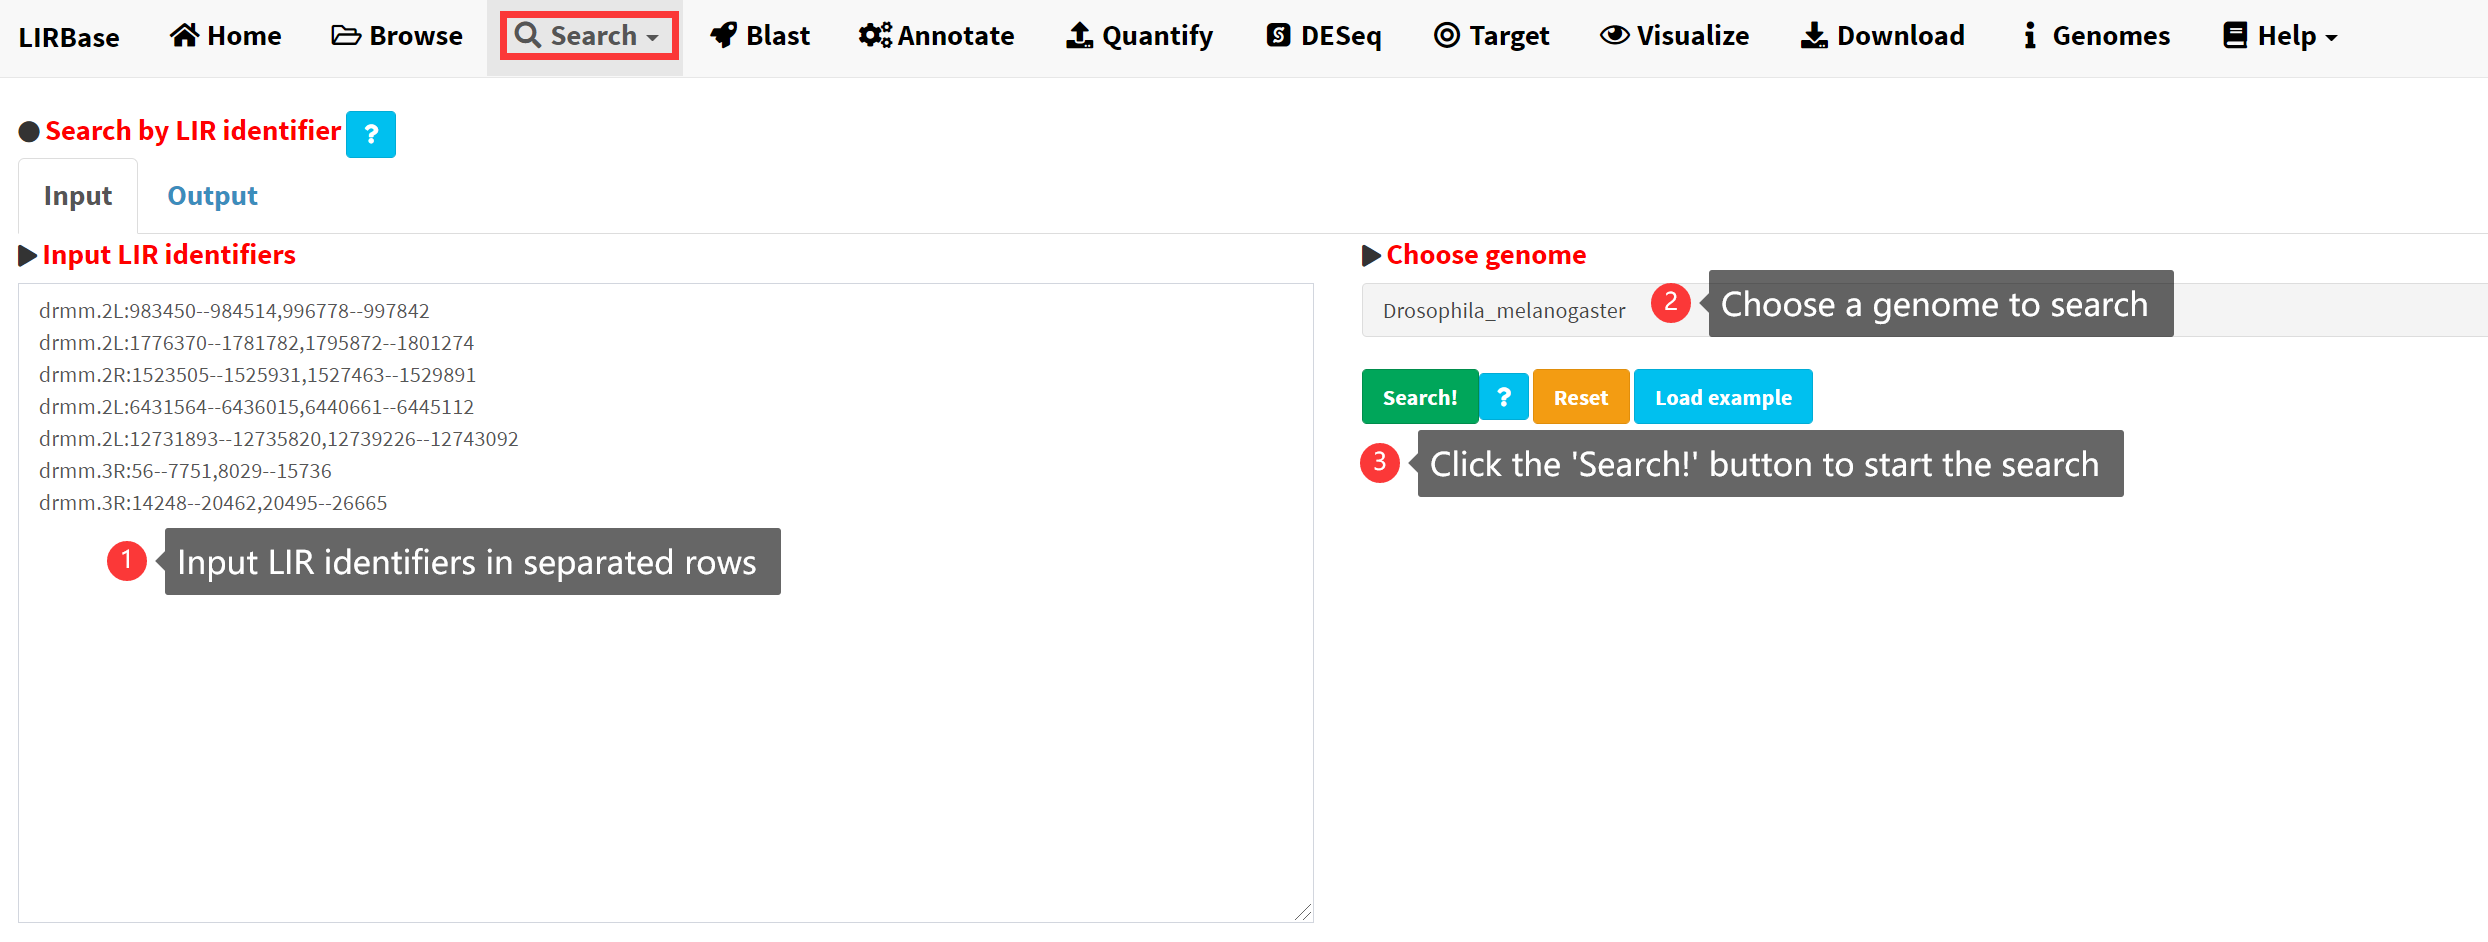 LIRBase Home Browse Search Blast Annotate Quantify DESeq Target Visualize Download Genomes Help
Search by LIR identifier ?
Input Output
Input LIR identifiers
drmm.2L:983450--984514,996778--997842
drmm.2L:1776370--1781782,1795872--1801274
drmm.2R:1523505--1525931,1527463--1529891
drmm.2L:6431564--6436015,6440661--6445112
drmm.2L:12731893--12735820,12739226--12743092
drmm.3R:56--7751,8029--15736
drmm.3R:14248--20462,20495--26665
1 Input LIR identifiers in separated rows
Choose genome
Drosophila_melanogaster 2 Choose a genome to search
Search! ? Reset Load example
3 Click the 'Search!' button to start the search